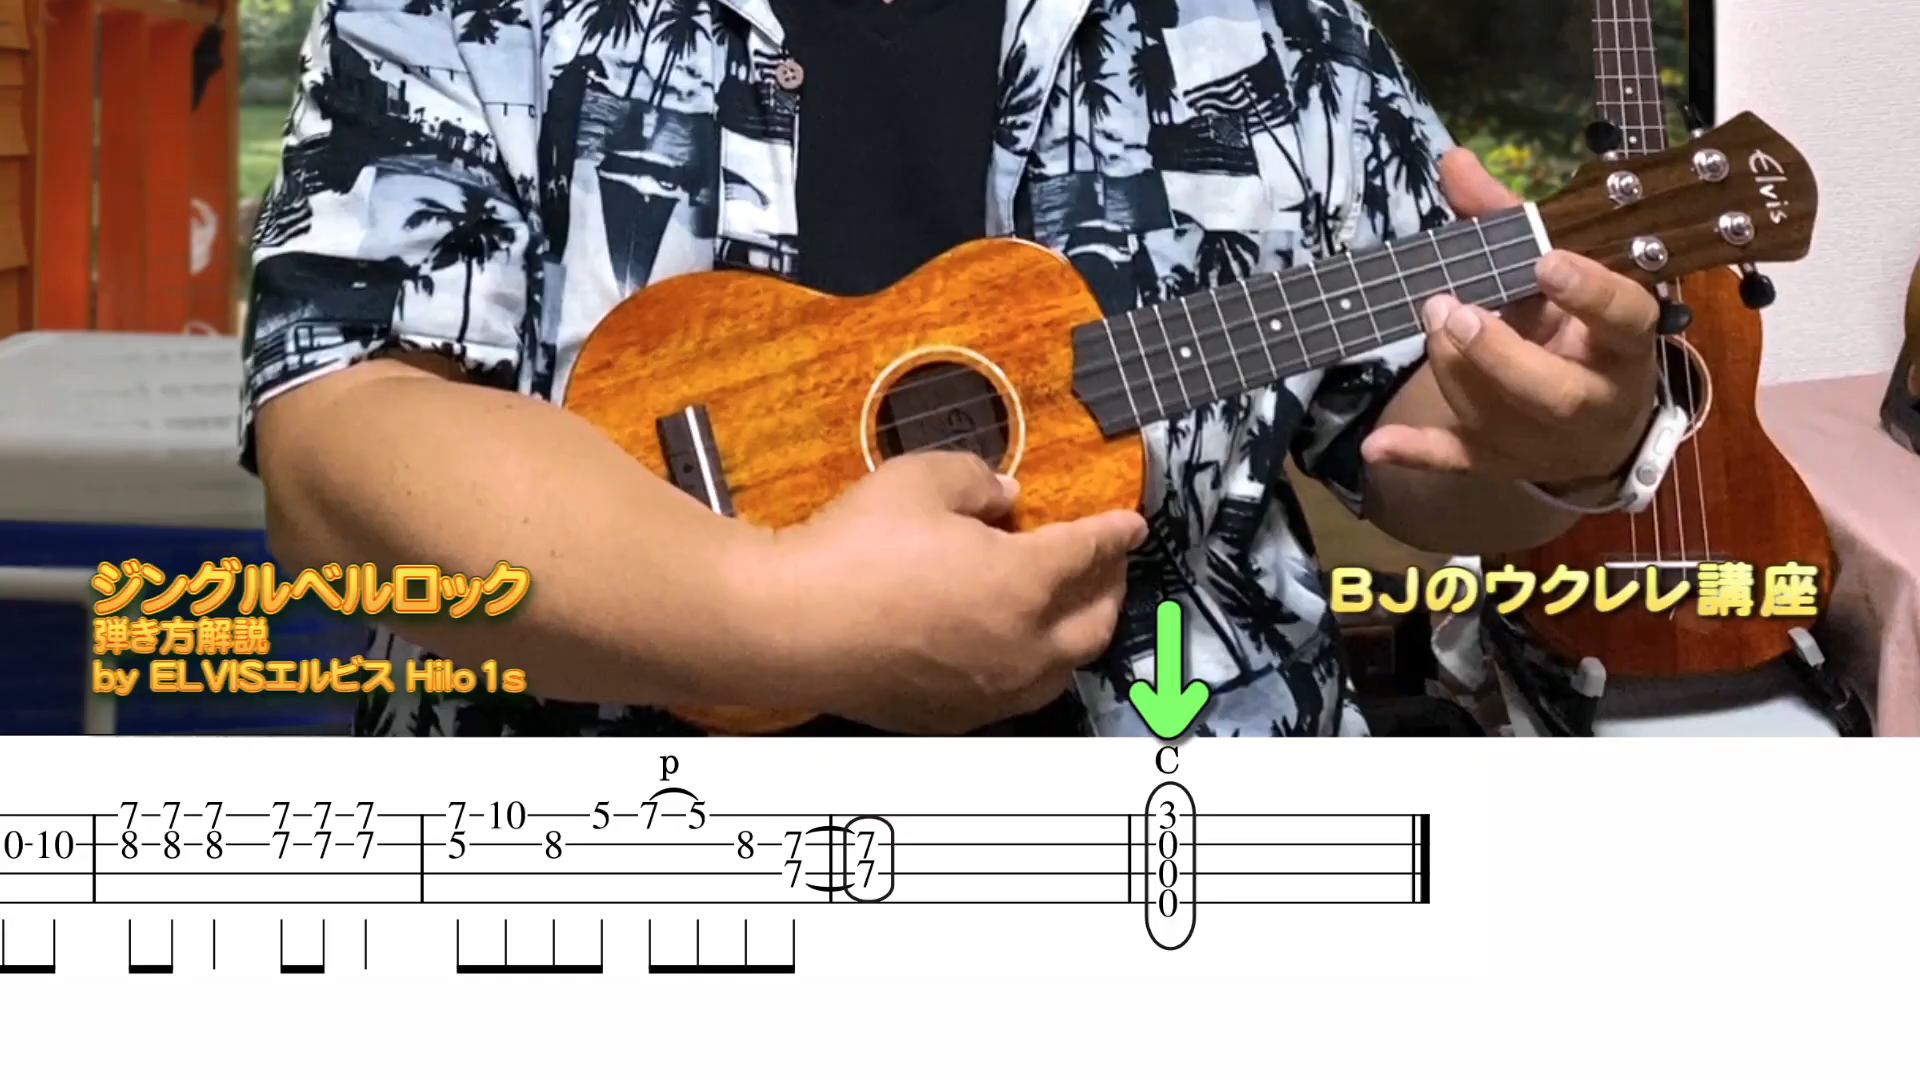 Elvis
ジングルベルロック
弾き方解説
by ELVISエルビス Hilo1s
BJのウクレレ講座
p
C
7-7-7 7-7-7 7-10 5-7-5 3
0-10 8-8-8 7-7-7 5 8 8-7 7 0
7 7 0
0